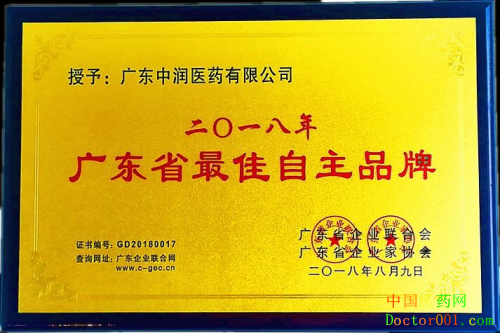 授予：广东中润医药有限公司
二〇一八年
广东省最佳自主品牌
广东省企业联合会
广东省企业家协会
二〇一八年八月九日
证书编号：GD20180017
查询网址：广东企业联合网
www.c-gec.cn
中国 药网
Doctor001.com